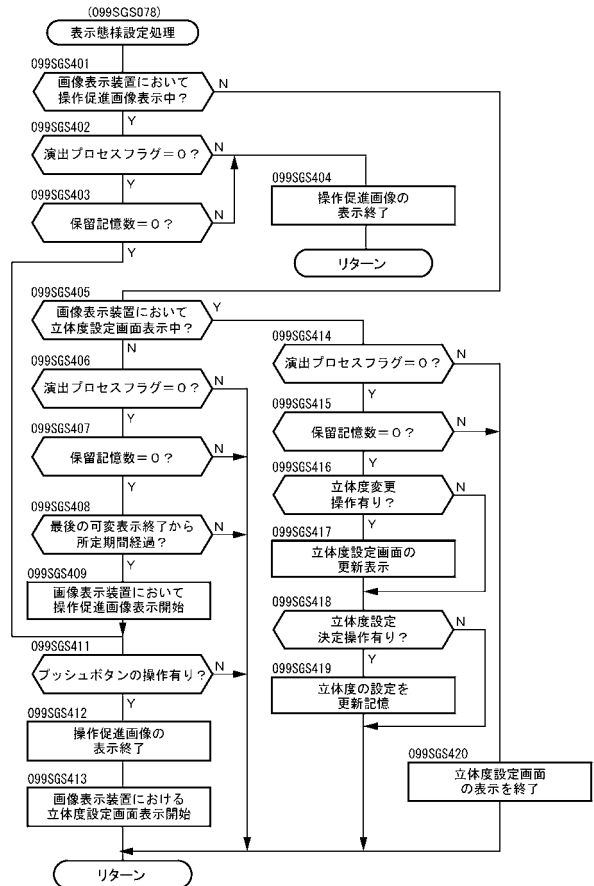 (099SGS078)
表示態様設定処理
099SGS401
画像表示装置において
操作促進画像表示中？
N
Y
099SGS402
演出プロセスフラグ＝０？
N
Y
099SGS403
保留記憶数＝０？
N
Y
099SGS404
操作促進画像の
表示終了
リターン
099SGS405
画像表示装置において
立体度設定画面表示中？
Y
N
099SGS406
演出プロセスフラグ＝０？
N
Y
099SGS407
保留記憶数＝０？
N
Y
099SGS408
最後の可変表示終了から
所定期間経過？
N
Y
099SGS409
画像表示装置において
操作促進画像表示開始
099SGS411
プッシュボタンの操作有り？
N
Y
099SGS412
操作促進画像の
表示終了
099SGS413
画像表示装置における
立体度設定画面表示開始
099SGS414
演出プロセスフラグ＝０？
N
Y
099SGS415
保留記憶数＝０？
N
Y
099SGS416
立体度変更
操作有り？
N
Y
099SGS417
立体度設定画面の
更新表示
099SGS418
立体度設定
決定操作有り？
N
Y
099SGS419
立体度の設定を
更新記憶
099SGS420
立体度設定画面
の表示を終了
リターン